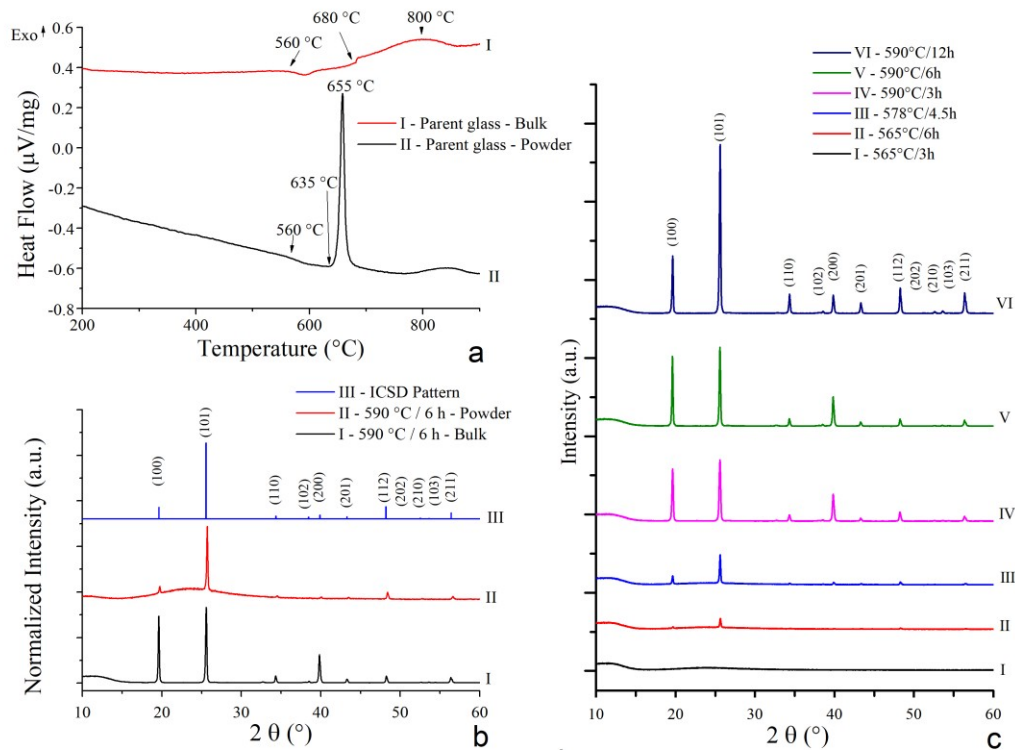 Exo
0.6
0.4
0.2
0.0
-0.2
-0.4
-0.6
-0.8
Heat Flow (µV/mg)
680 °C
800 °C
560 °C
I
655 °C
I - Parent glass - Bulk
II - Parent glass - Powder
635 °C
560 °C
II
200
400
600
800
Temperature (°C)
a
III - ICSD Pattern
II - 590 °C / 6 h - Powder
I - 590 °C / 6 h - Bulk
Normalized Intensity (a.u.)
(100)
(101)
(110)
(102)
(200)
(201)
(112)
(202)
(210)
(103)
(211)
III
II
I
10
20
30
40
50
60
2 θ (°)
b
VI - 590°C/12h
V - 590°C/6h
IV- 590°C/3h
III - 578°C/4.5h
II - 565°C/6h
I - 565°C/3h
Intensity (a.u.)
(100)
(101)
(110)
(102)
(200)
(201)
(112)
(202)
(210)
(103)
(211)
VI
V
IV
III
II
I
10
20
30
40
50
60
2 θ (°)
c